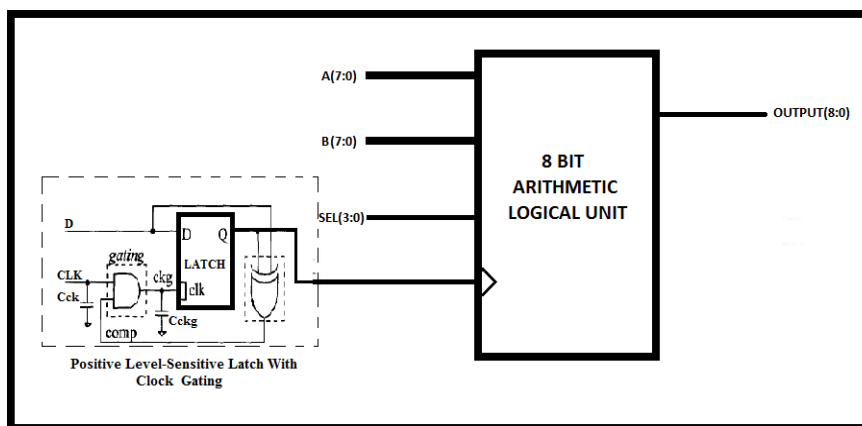 A(7:0)
B(7:0)
SEL(3:0)
8 BIT
ARITHMETIC
LOGICAL UNIT
OUTPUT(8:0)
D
D Q
LATCH
clk
gating
CLK
ckg
Cck
Cckg
comp
Positive Level-Sensitive Latch With
Clock Gating